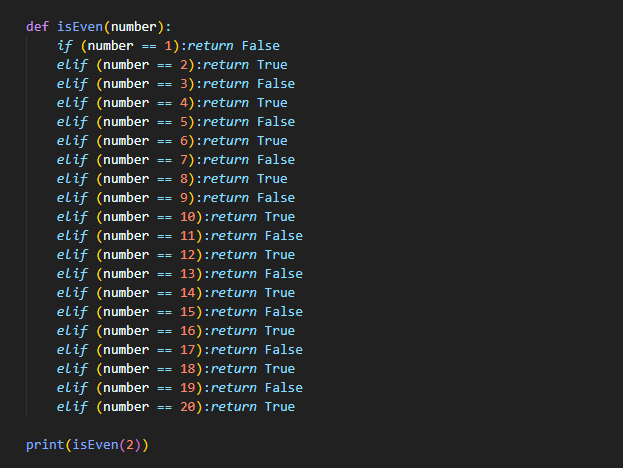 def isEven(number):
    if (number == 1):return False
    elif (number == 2):return True
    elif (number == 3):return False
    elif (number == 4):return True
    elif (number == 5):return False
    elif (number == 6):return True
    elif (number == 7):return False
    elif (number == 8):return True
    elif (number == 9):return False
    elif (number == 10):return True
    elif (number == 11):return False
    elif (number == 12):return True
    elif (number == 13):return False
    elif (number == 14):return True
    elif (number == 15):return False
    elif (number == 16):return True
    elif (number == 17):return False
    elif (number == 18):return True
    elif (number == 19):return False
    elif (number == 20):return True

print(isEven(2))